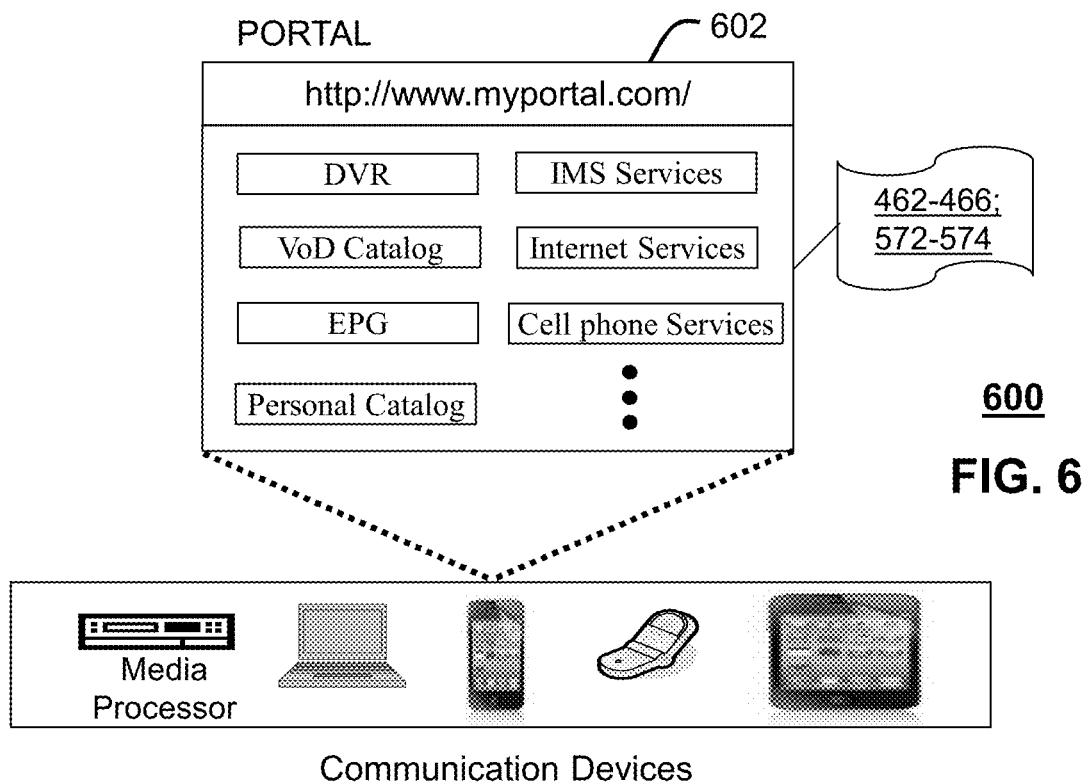 PORTAL
602
http://www.myportal.com/
DVR
IMS Services
VoD Catalog
Internet Services
EPG
Cell phone Services
Personal Catalog
462-466;
572-574
600
FIG. 6
Media
Processor
Communication Devices